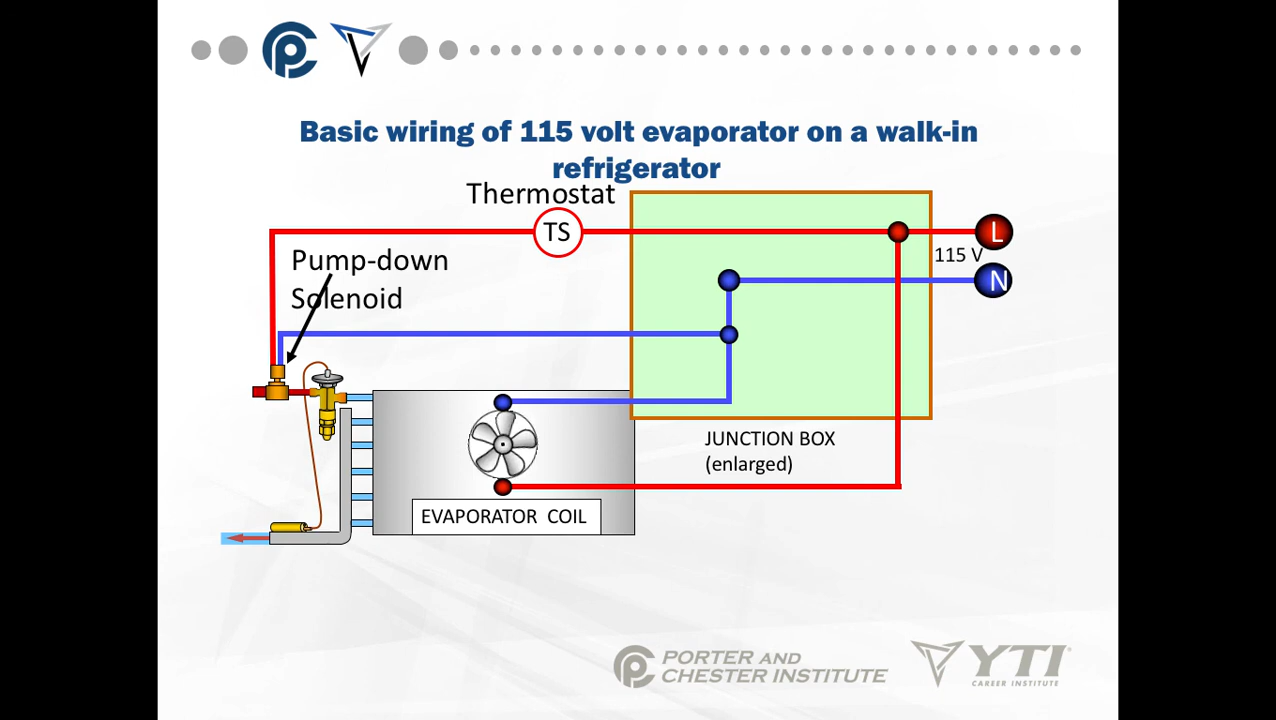 Basic wiring of 115 volt evaporator on a walk-in
refrigerator
Thermostat
TS
L
115 V
N
Pump-down
Solenoid
JUNCTION BOX
(enlarged)
EVAPORATOR COIL
PORTER AND
CHESTER INSTITUTE
YTI
CAREER INSTITUTE